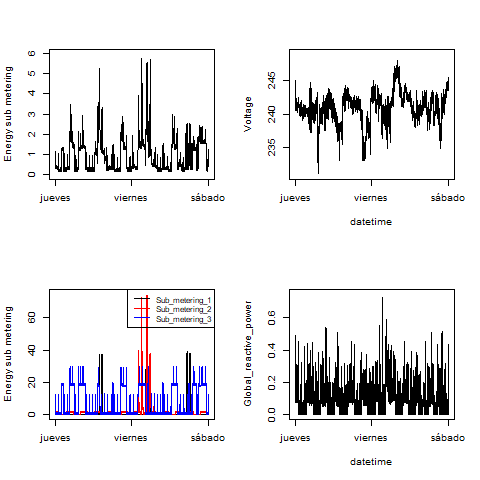 Energy sub metering
0 1 2 3 4 5 6
jueves viernes sábado
Voltage
235 240 245
jueves viernes sábado
datetime
Energy sub metering
0 20 40 60
jueves viernes sábado
Sub_metering_1
Sub_metering_2
Sub_metering_3
Global_reactive_power
0.0 0.2 0.4 0.6
jueves viernes sábado
datetime